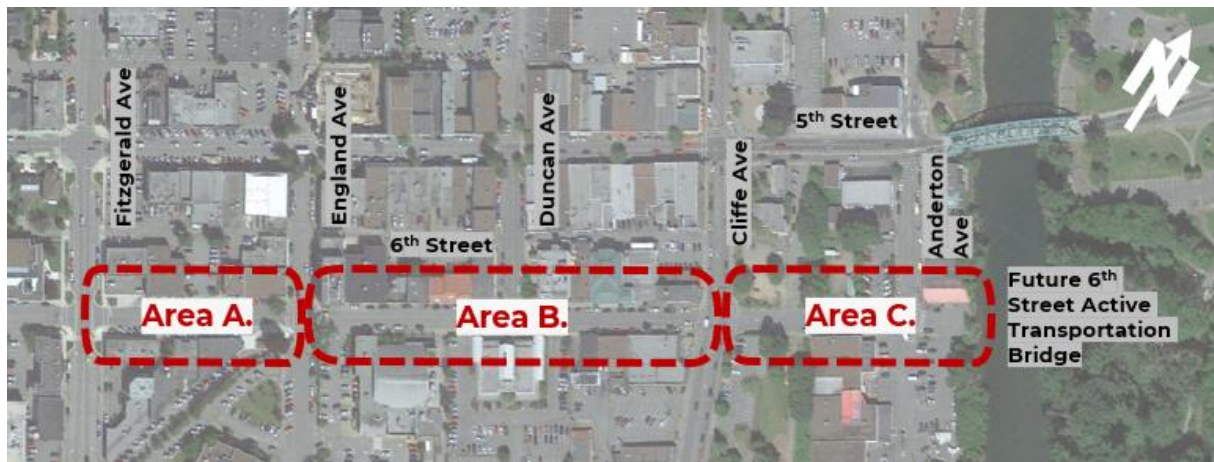 Fitzgerald Ave
England Ave
Duncan Ave
Cliffe Ave
5th Street
Anderton
Ave
6th Street
Area A.
Area B.
Area C.
Future 6th
Street Active
Transportation
Bridge
N